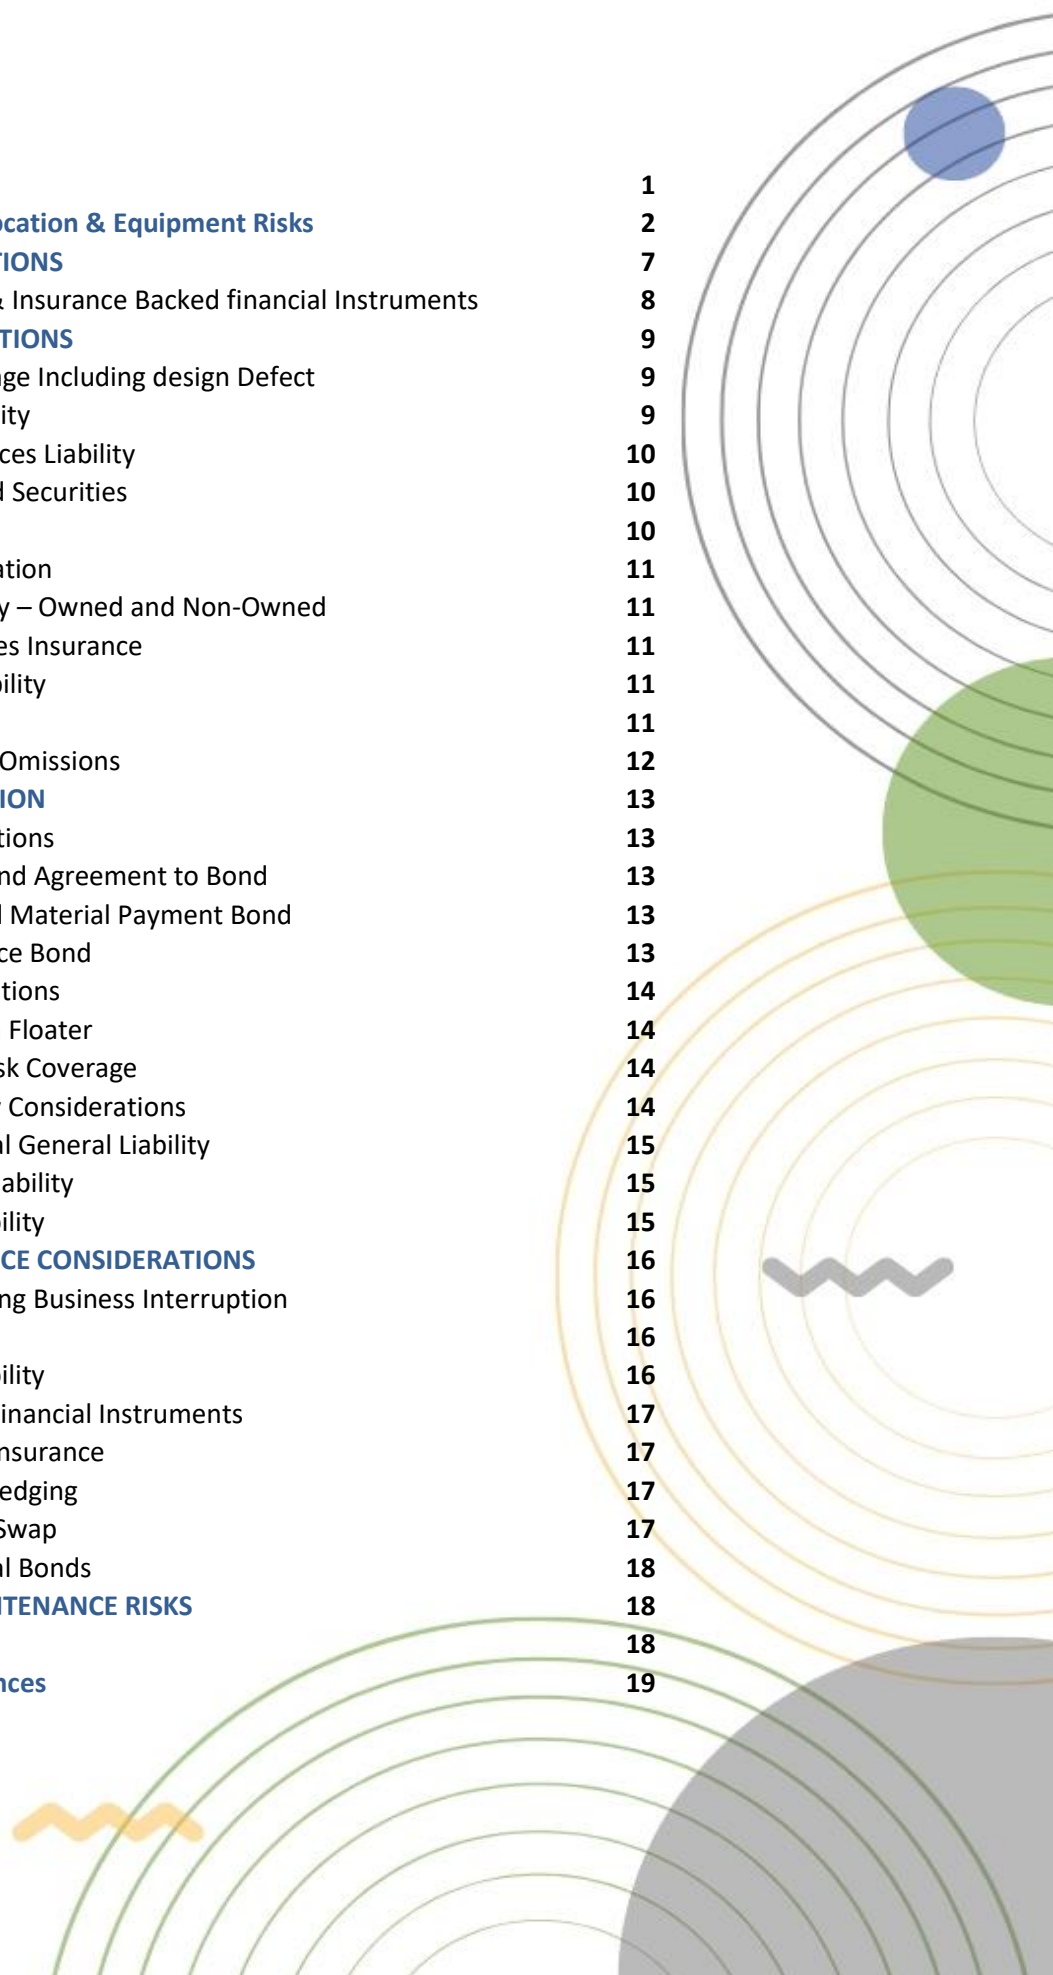 1
ocation & Equipment Risks 2
TIONS 7
& Insurance Backed financial Instruments 8
TIONS 9
ge Including design Defect 9
ity 9
ces Liability 10
d Securities 10
10
ation 11
y – Owned and Non-Owned 11
es Insurance 11
bility 11
11
Omissions 12
ION 13
tions 13
nd Agreement to Bond 13
d Material Payment Bond 13
ce Bond 13
tions 14
Floater 14
sk Coverage 14
y Considerations 14
al General Liability 15
iability 15
bility 15
CE CONSIDERATIONS 16
ng Business Interruption 16
16
bility 16
Financial Instruments 17
Insurance 17
edging 17
Swap 17
al Bonds 18
NTENANCE RISKS 18
18
nces 19